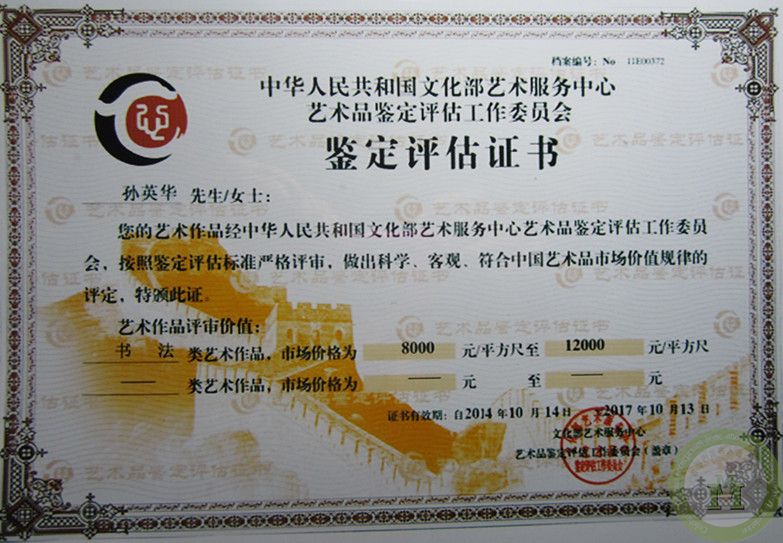 档案编号：No 11E00372
中华人民共和国文化部艺术服务中心
艺术品鉴定评估工作委员会
鉴定评估证书
孙英华 先生/女士：
您的艺术作品经中华人民共和国文化部艺术服务中心艺术品鉴定评估工作委员
会，按照鉴定评估标准严格评审，做出科学、客观、符合中国艺术品市场价值规律的
评定，特颁此证。
艺术作品评审价值：
书 法 类艺术作品，市场价格为 8000 元/平方尺至 12000 元/平方尺
—— 类艺术作品，市场价格为 —— 元 至 —— 元
证书有效期：自2014年10月14日 至2017年10月13日
文化部艺术服务中心
艺术品鉴定评估工作委员会（盖章）